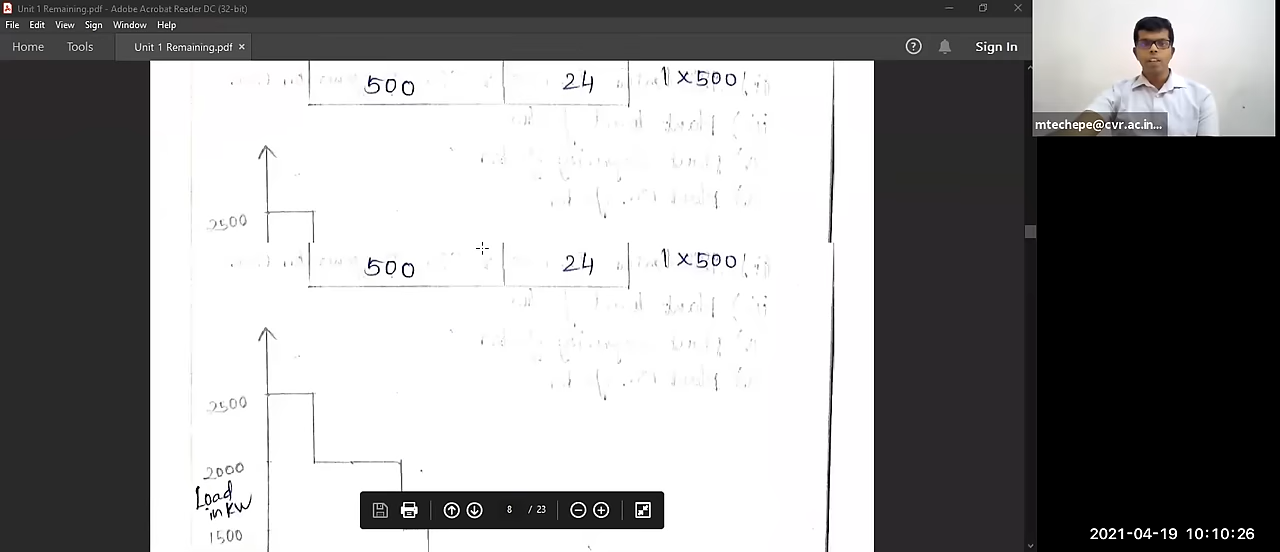 Unit 1 Remaining.pdf - Adobe Acrobat Reader DC (32-bit)
File Edit View Sign Window Help
Home Tools Unit 1 Remaining.pdf × Sign In
500 24 1×500
2500
500 24 1×500
2500
2000
Load
in KW
1500
8 / 23
mtechepe@cvr.ac.in...
2021-04-19 10:10:26